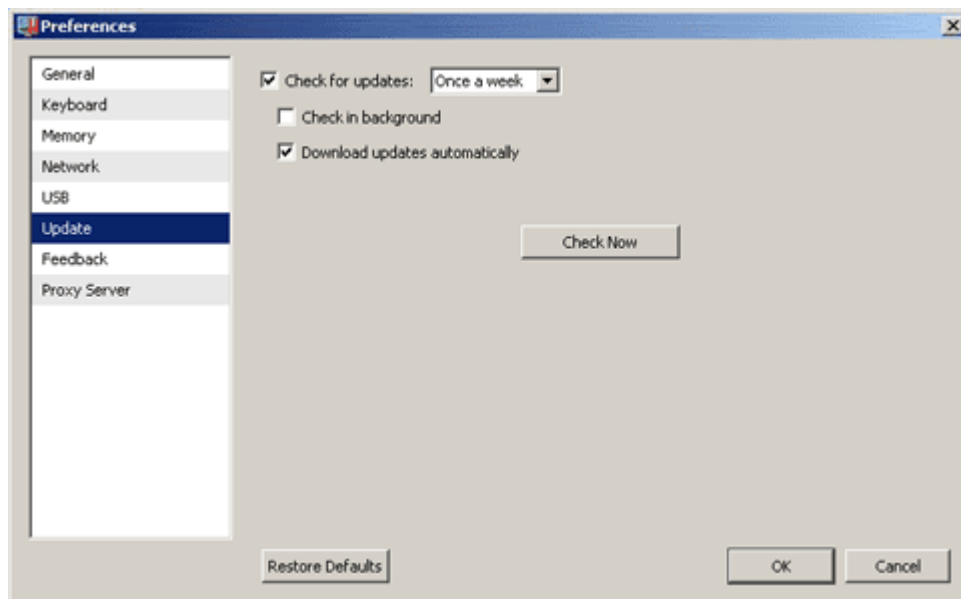 Preferences
General
Keyboard
Memory
Network
USB
Update
Feedback
Proxy Server
Check for updates: Once a week
Check in background
Download updates automatically
Check Now
Restore Defaults
OK
Cancel